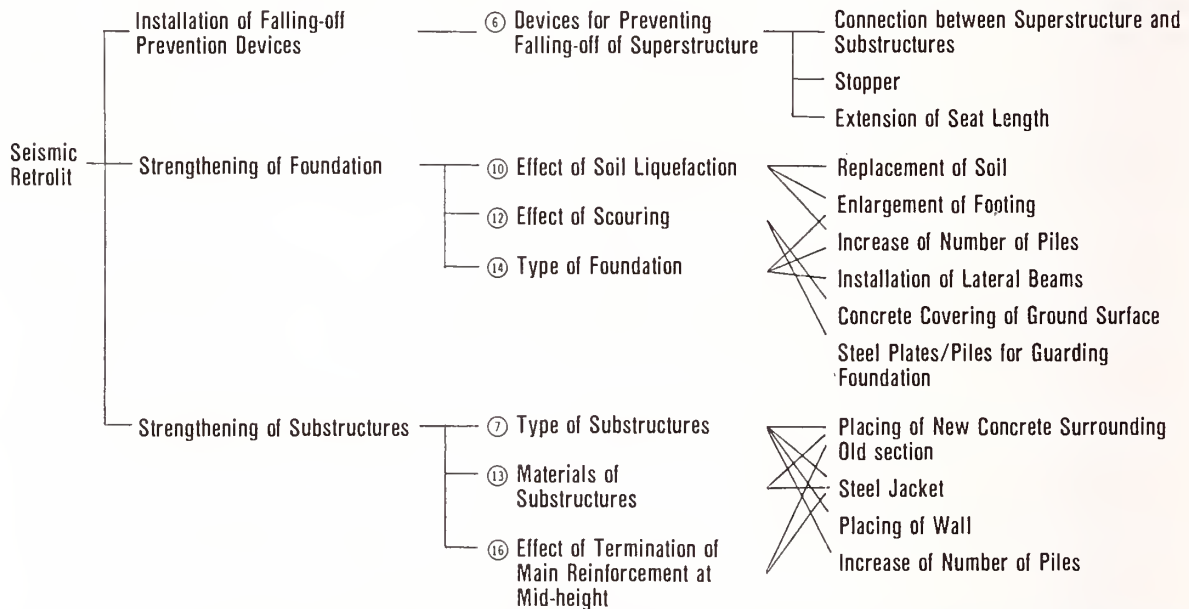 Seismic
Retrolit
Installation of Falling-off
Prevention Devices
⑥ Devices for Preventing
Falling-off of Superstructure
Connection between Superstructure and
Substructures
Stopper
Extension of Seat Length
Strengthening of Foundation
⑩ Effect of Soil Liquefaction
⑫ Effect of Scouring
⑭ Type of Foundation
Replacement of Soil
Enlargement of Footing
Increase of Number of Piles
Installation of Lateral Beams
Concrete Covering of Ground Surface
Steel Plates/Piles for Guarding
Foundation
Strengthening of Substructures
⑦ Type of Substructures
⑬ Materials of
Substructures
⑯ Effect of Termination of
Main Reinforcement at
Mid-height
Placing of New Concrete Surrounding
Old section
Steel Jacket
Placing of Wall
Increase of Number of Piles